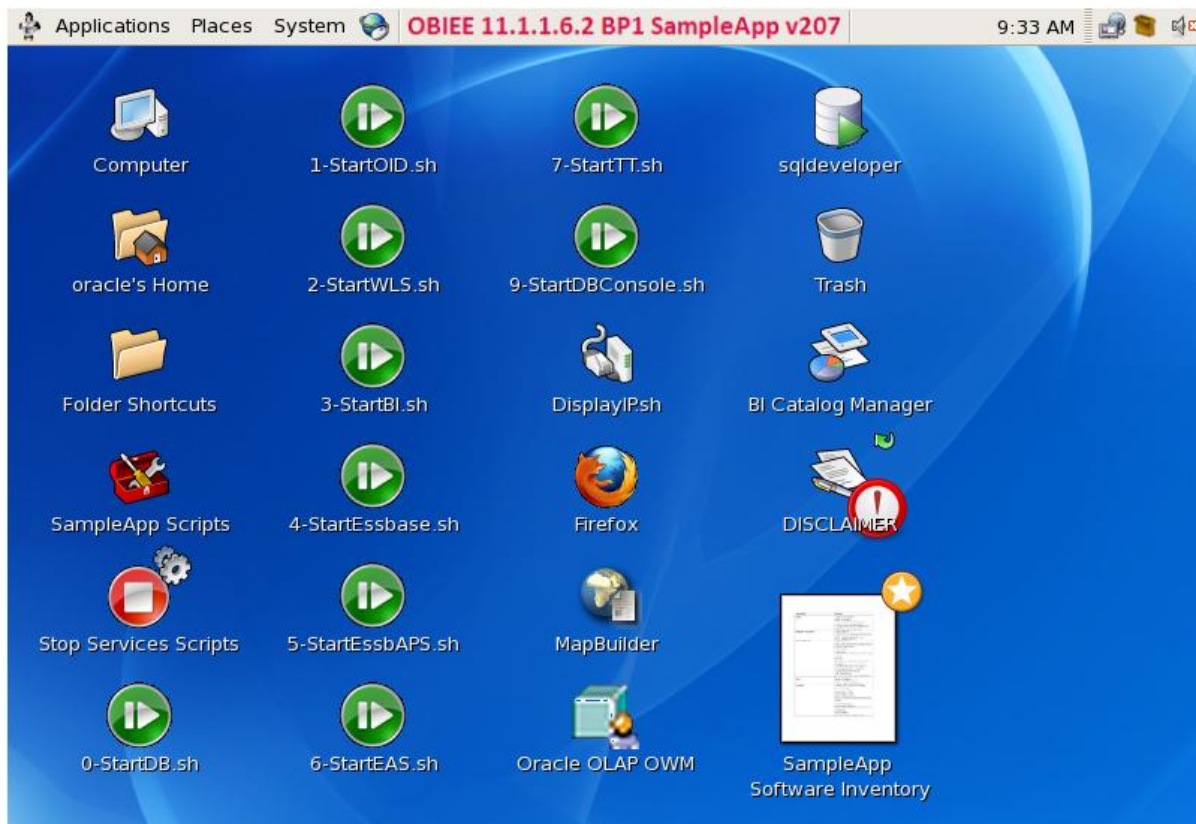 Applications Places System OBIEE 11.1.1.6.2 BP1 SampleApp v207 9:33 AM
Computer
1-StartOID.sh
7-StartTT.sh
sqldeveloper
oracle's Home
2-StartWLS.sh
9-StartDBConsole.sh
Trash
Folder Shortcuts
3-StartBI.sh
DisplayIP.sh
BI Catalog Manager
SampleApp Scripts
4-StartEssbase.sh
Firefox
DISCLAIMER
Stop Services Scripts
5-StartEssbAPS.sh
MapBuilder
0-StartDB.sh
6-StartEAS.sh
Oracle OLAP OWM
SampleApp
Software Inventory